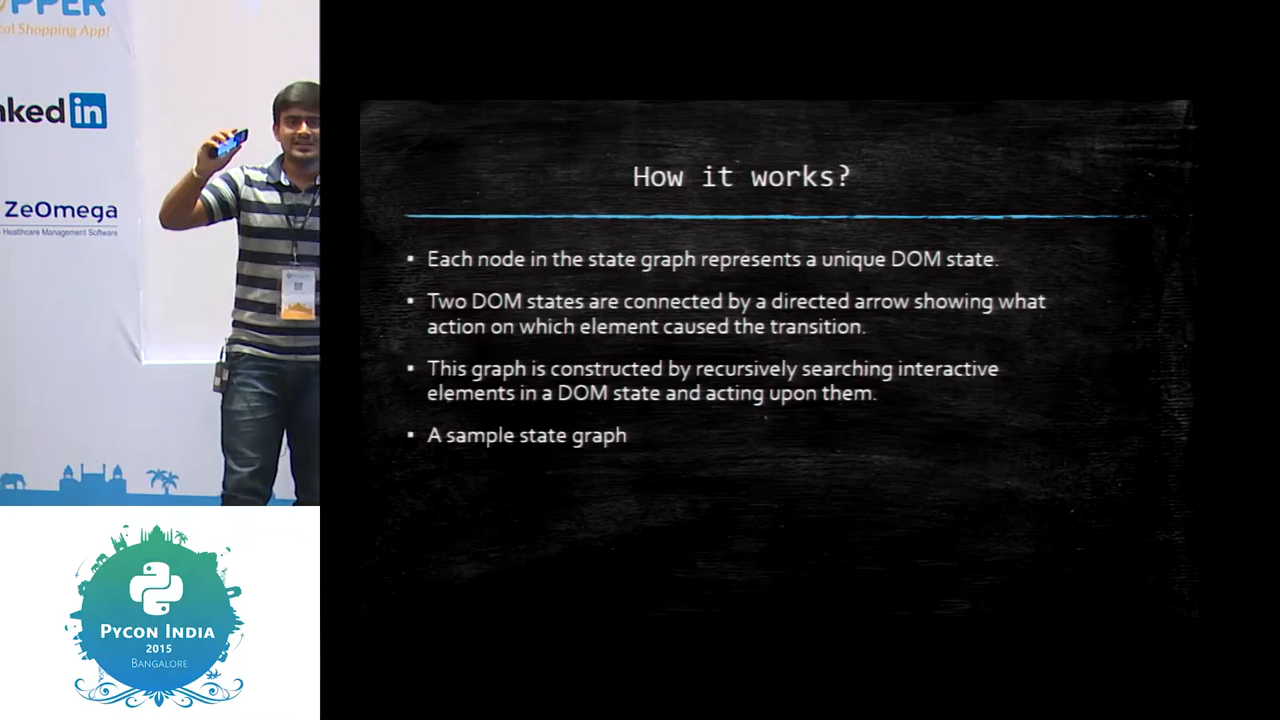 PPER
cal Shopping App!
nked in
ZeOmega
Healthcare Management Software
How it works?
▪ Each node in the state graph represents a unique DOM state.
▪ Two DOM states are connected by a directed arrow showing what
action on which element caused the transition.
▪ This graph is constructed by recursively searching interactive
elements in a DOM state and acting upon them.
▪ A sample state graph
PYCON INDIA
2015
BANGALORE